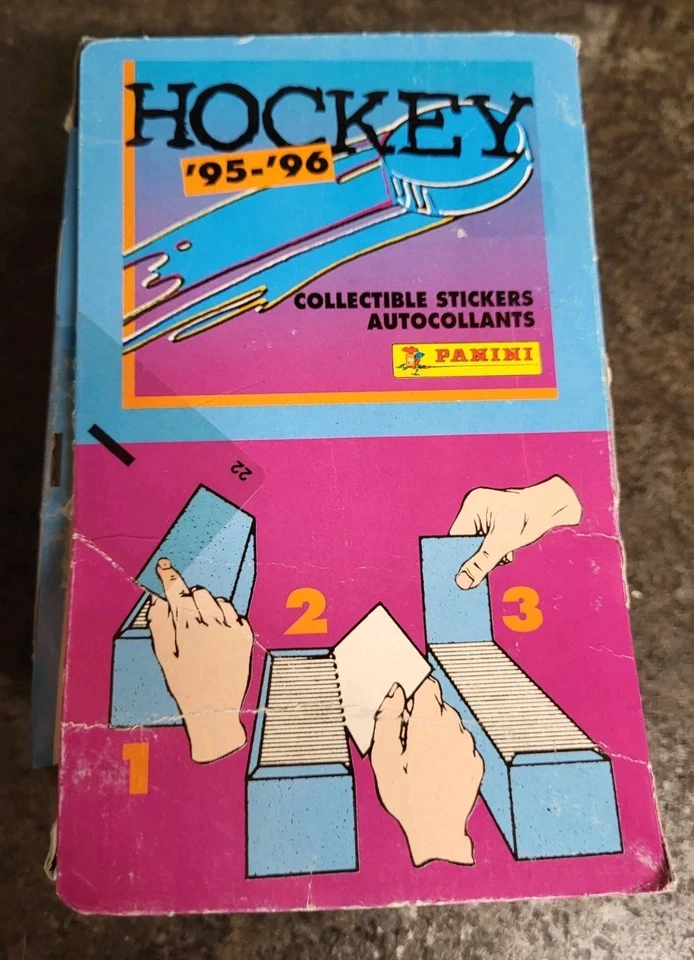 HOCKEY
'95-'96
COLLECTIBLE STICKERS
AUTOCOLLANTS
PANINI
22
1
2
3